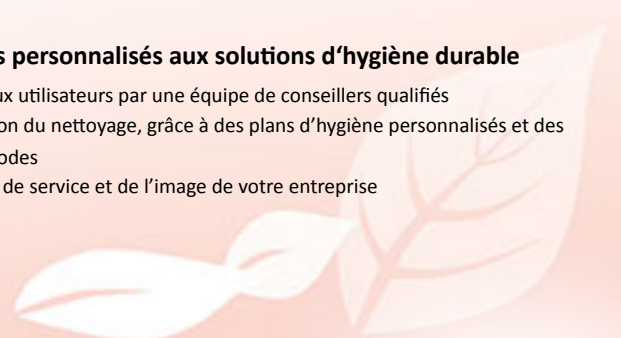 s personnalisés aux solutions d‘hygiène durable
ux utilisateurs par une équipe de conseillers qualifiés
on du nettoyage, grâce à des plans d’hygiène personnalisés et des
odes
de service et de l’image de votre entreprise